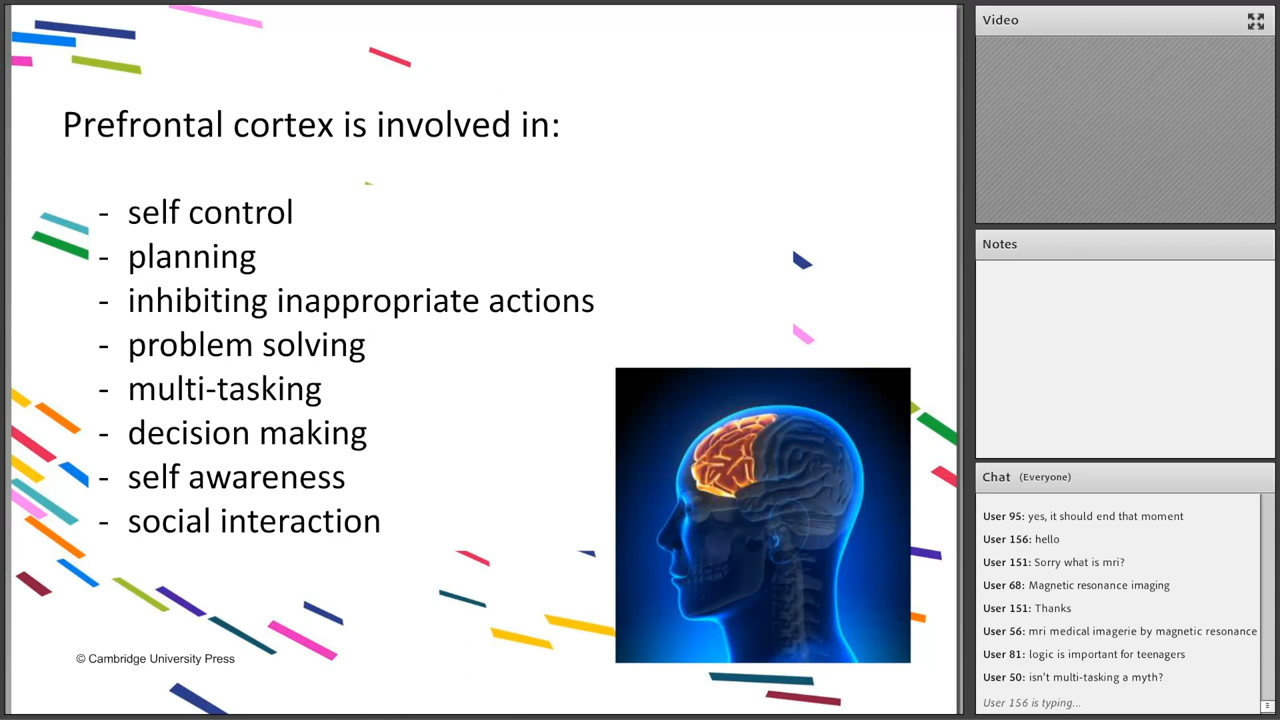 Prefrontal cortex is involved in:
- self control
- planning
- inhibiting inappropriate actions
- problem solving
- multi-tasking
- decision making
- self awareness
- social interaction
© Cambridge University Press
Video
Notes
Chat (Everyone)
User 95: yes, it should end that moment
User 156: hello
User 151: Sorry what is mri?
User 68: Magnetic resonance imaging
User 151: Thanks
User 56: mri medical imagerie by magnetic resonance
User 81: logic is important for teenagers
User 50: isn't multi-tasking a myth?
User 156 is typing...